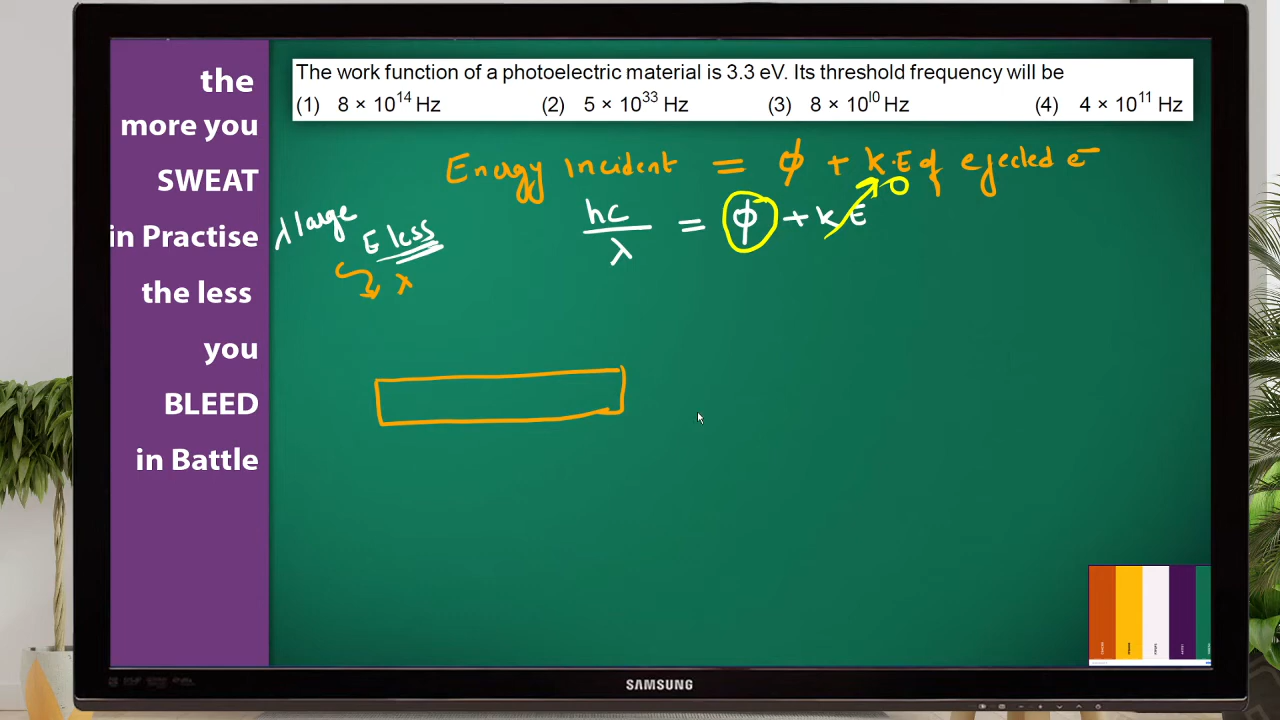 the
more you
SWEAT
in Practise
the less
you
BLEED
in Battle
The work function of a photoelectric material is 3.3 eV. Its threshold frequency will be
(1) 8 × 10¹⁴ Hz (2) 5 × 10³³ Hz (3) 8 × 10¹⁰ Hz (4) 4 × 10¹¹ Hz
Energy Incident = ϕ + K.E of ejected e⁻
0
hc/λ = ϕ + KE
λ large
E less
λ
SAMSUNG